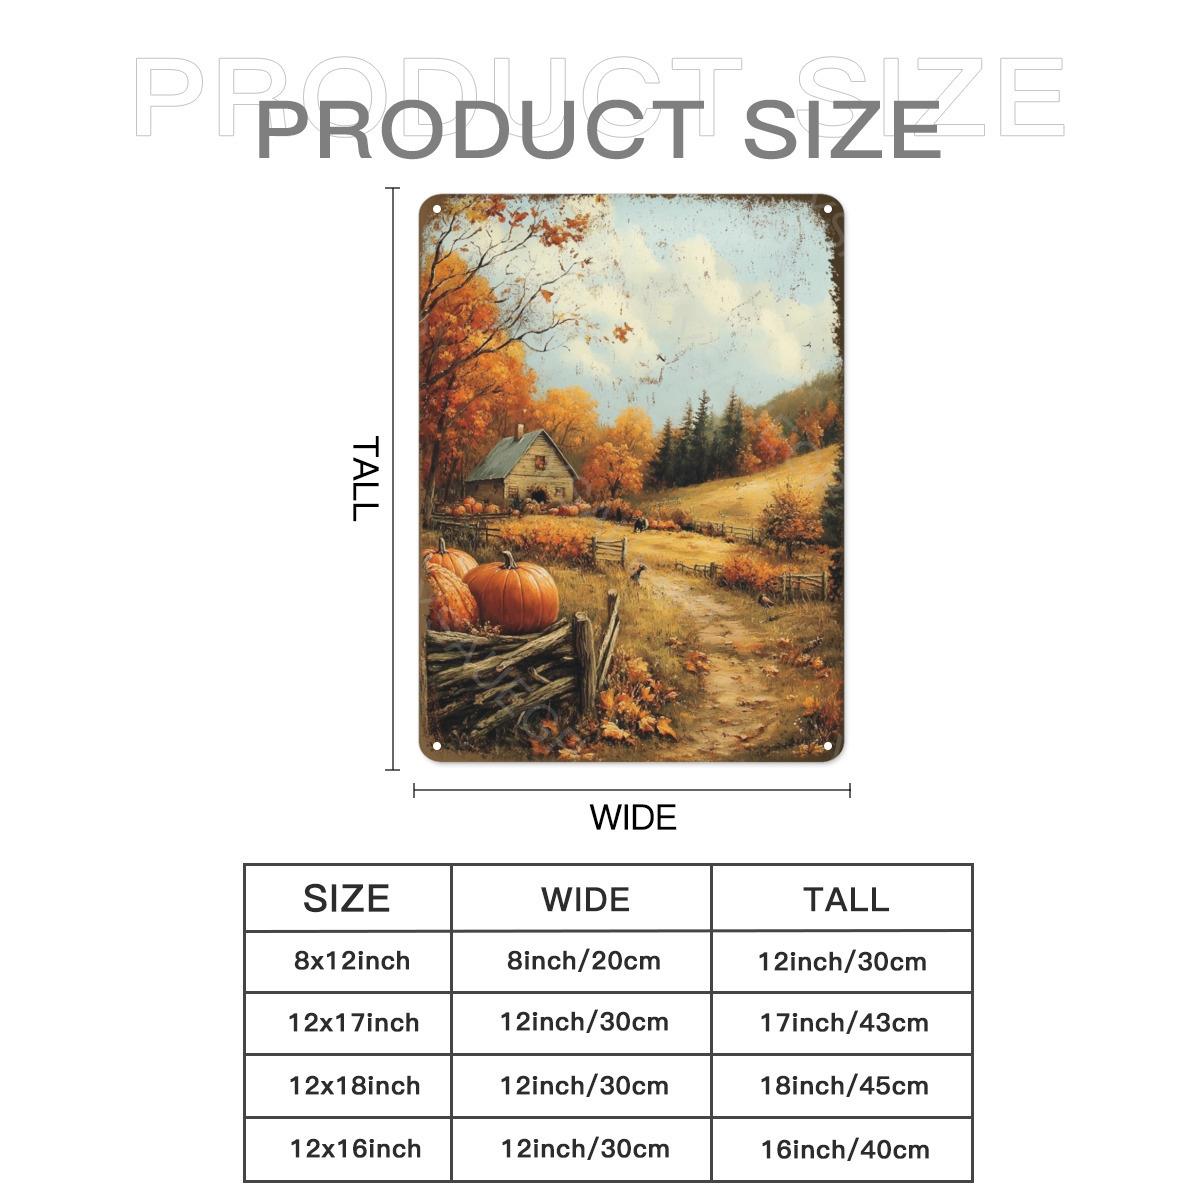 PRODUCT SIZE
PRODUCT SIZE
TALL
WIDE
SIZE WIDE TALL
8x12inch 8inch/20cm 12inch/30cm
12x17inch 12inch/30cm 17inch/43cm
12x18inch 12inch/30cm 18inch/45cm
12x16inch 12inch/30cm 16inch/40cm